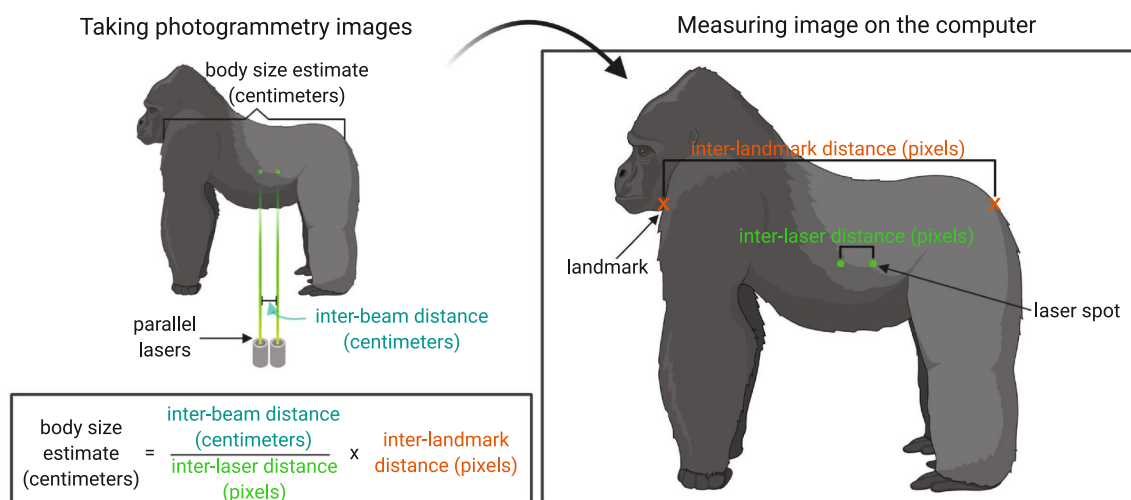 Taking photogrammetry images
body size estimate
(centimeters)
parallel
lasers
inter-beam distance
(centimeters)
body size
estimate
(centimeters)
=
inter-beam distance
(centimeters)
inter-laser distance
(pixels)
x
inter-landmark
distance (pixels)
Measuring image on the computer
inter-landmark distance (pixels)
x
x
inter-laser distance (pixels)
landmark
laser spot